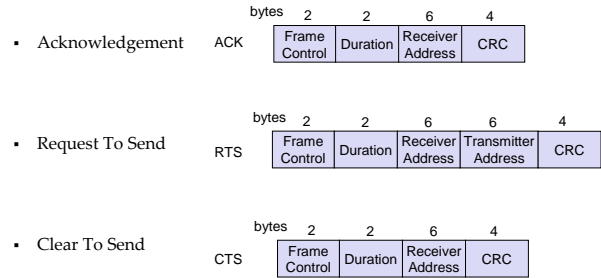 bytes 2 2 6 4
▪ Acknowledgement ACK Frame Control Duration Receiver Address CRC
bytes 2 2 6 6 4
▪ Request To Send RTS Frame Control Duration Receiver Address Transmitter Address CRC
bytes 2 2 6 4
▪ Clear To Send CTS Frame Control Duration Receiver Address CRC